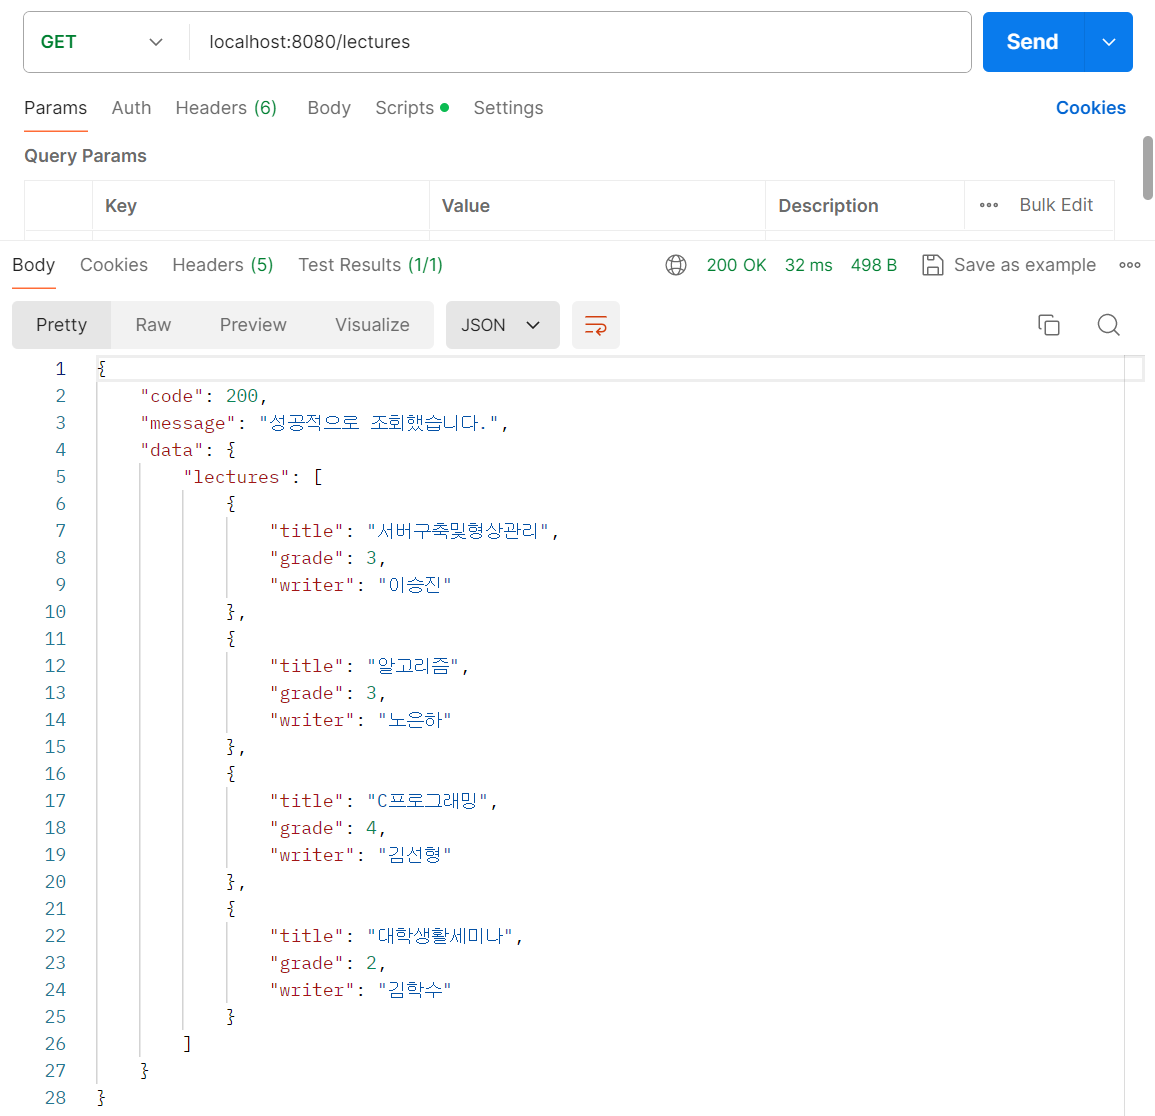 GET localhost:8080/lectures Send
Params Auth Headers (6) Body Scripts Settings Cookies
Query Params
Key Value Description Bulk Edit
Body Cookies Headers (5) Test Results (1/1) 200 OK 32 ms 498 B Save as example
Pretty Raw Preview Visualize JSON
1 {
2 "code": 200,
3 "message": "성공적으로 조회했습니다.",
4 "data": {
5 "lectures": [
6 {
7 "title": "서버구축및형상관리",
8 "grade": 3,
9 "writer": "이승진"
10 },
11 {
12 "title": "알고리즘",
13 "grade": 3,
14 "writer": "노은하"
15 },
16 {
17 "title": "C프로그래밍",
18 "grade": 4,
19 "writer": "김선형"
20 },
21 {
22 "title": "대학생활세미나",
23 "grade": 2,
24 "writer": "김학수"
25 }
26 ]
27 }
28 }